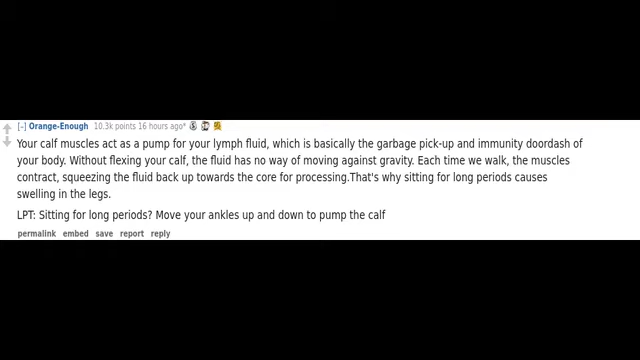 [–] Orange-Enough 10.3k points 16 hours ago*
Your calf muscles act as a pump for your lymph fluid, which is basically the garbage pick-up and immunity doordash of
your body. Without flexing your calf, the fluid has no way of moving against gravity. Each time we walk, the muscles
contract, squeezing the fluid back up towards the core for processing.That's why sitting for long periods causes
swelling in the legs.
LPT: Sitting for long periods? Move your ankles up and down to pump the calf
permalink embed save report reply